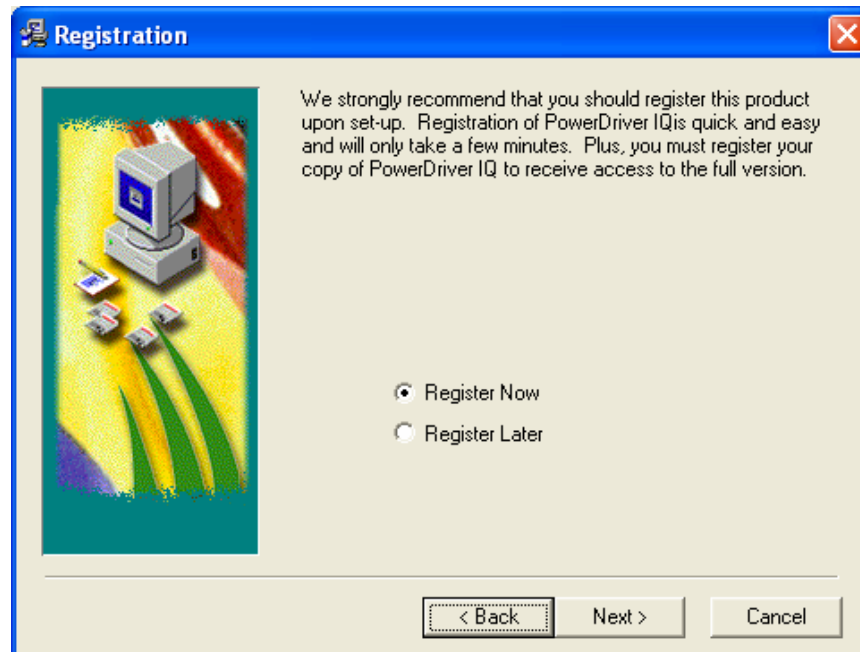 Registration
We strongly recommend that you should register this product
upon set-up.  Registration of PowerDriver IQis quick and easy
and will only take a few minutes.  Plus, you must register your
copy of PowerDriver IQ to receive access to the full version.
Register Now
Register Later
< Back
Next >
Cancel